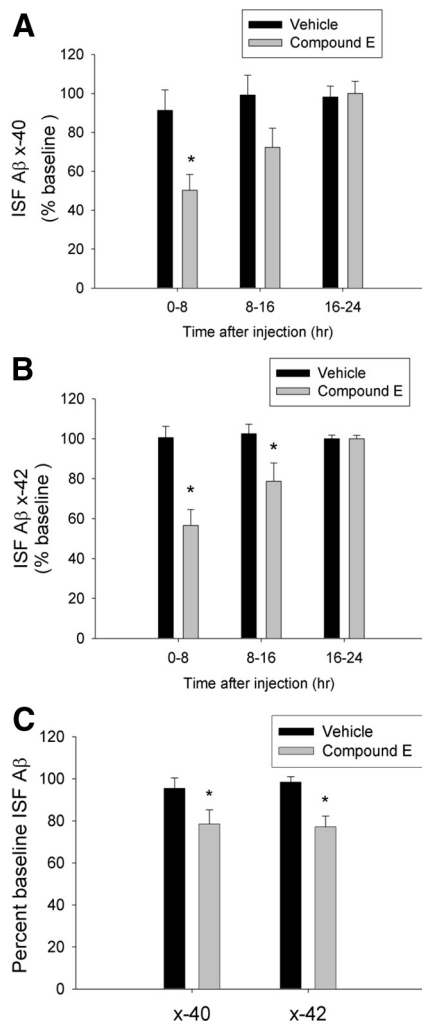 A
Vehicle
Compound E
ISF Aβ x-40
(% baseline )
120
100
80
60
40
20
0
*
0-8
8-16
16-24
Time after injection (hr)
B
Vehicle
Compound E
ISF Aβ x-42
(% baseline )
120
100
80
60
40
20
0
*
*
0-8
8-16
16-24
Time after injection (hr)
C
Vehicle
Compound E
Percent baseline ISF Aβ
120
100
80
60
40
20
0
*
*
x-40
x-42